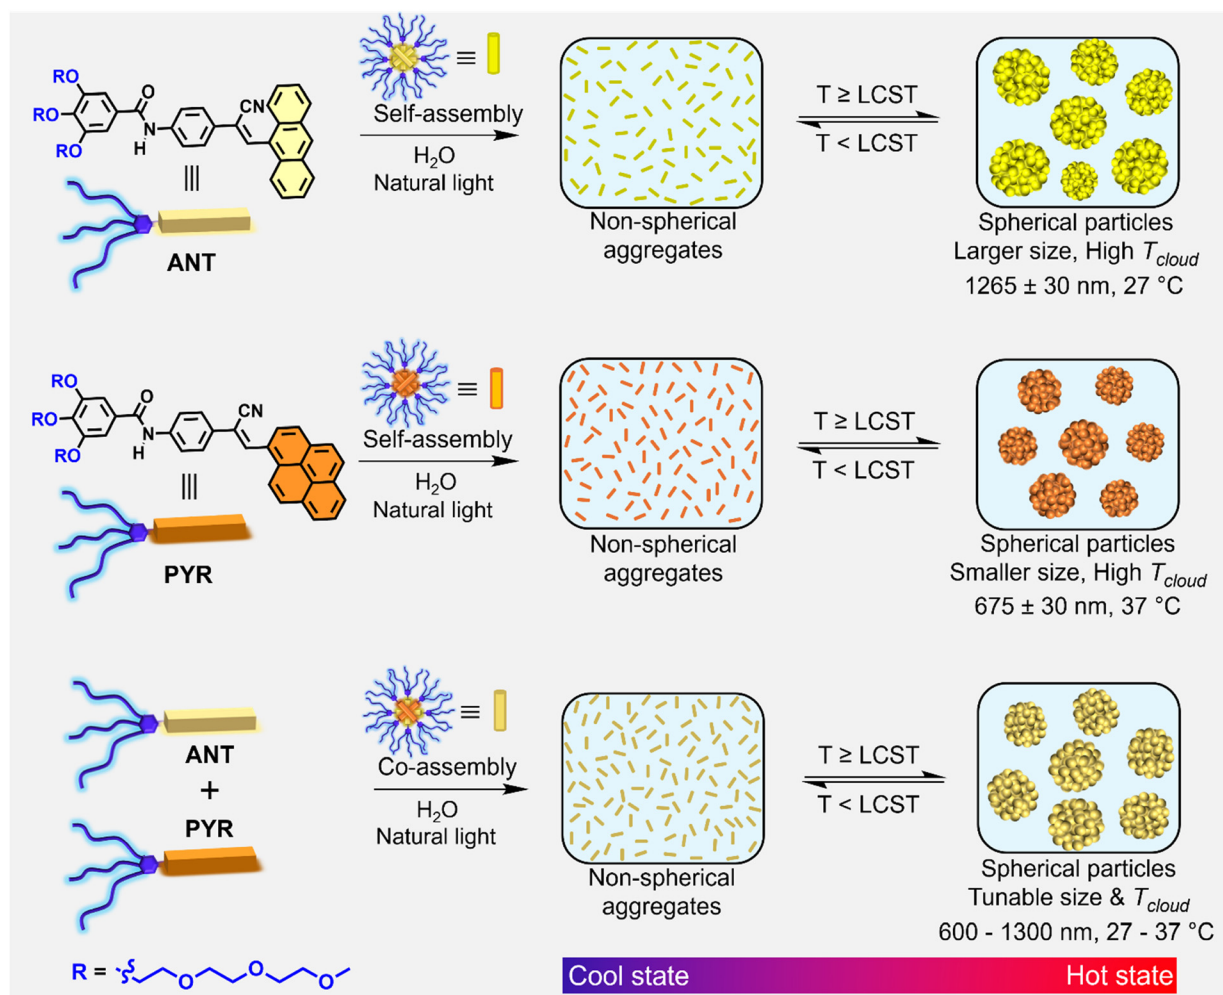 RO
RO
RO
O
N
H
CN
|||
ANT
≡
Self-assembly
H₂O
Natural light
Non-spherical
aggregates
T ≥ LCST
T < LCST
Spherical particles
Larger size, High Tcloud
1265 ± 30 nm, 27 °C
RO
RO
RO
O
N
H
CN
|||
PYR
≡
Self-assembly
H₂O
Natural light
Non-spherical
aggregates
T ≥ LCST
T < LCST
Spherical particles
Smaller size, High Tcloud
675 ± 30 nm, 37 °C
ANT
+
PYR
≡
Co-assembly
H₂O
Natural light
Non-spherical
aggregates
T ≥ LCST
T < LCST
Spherical particles
Tunable size & Tcloud
600 - 1300 nm, 27 - 37 °C
R =
O
O
O
Cool state
Hot state